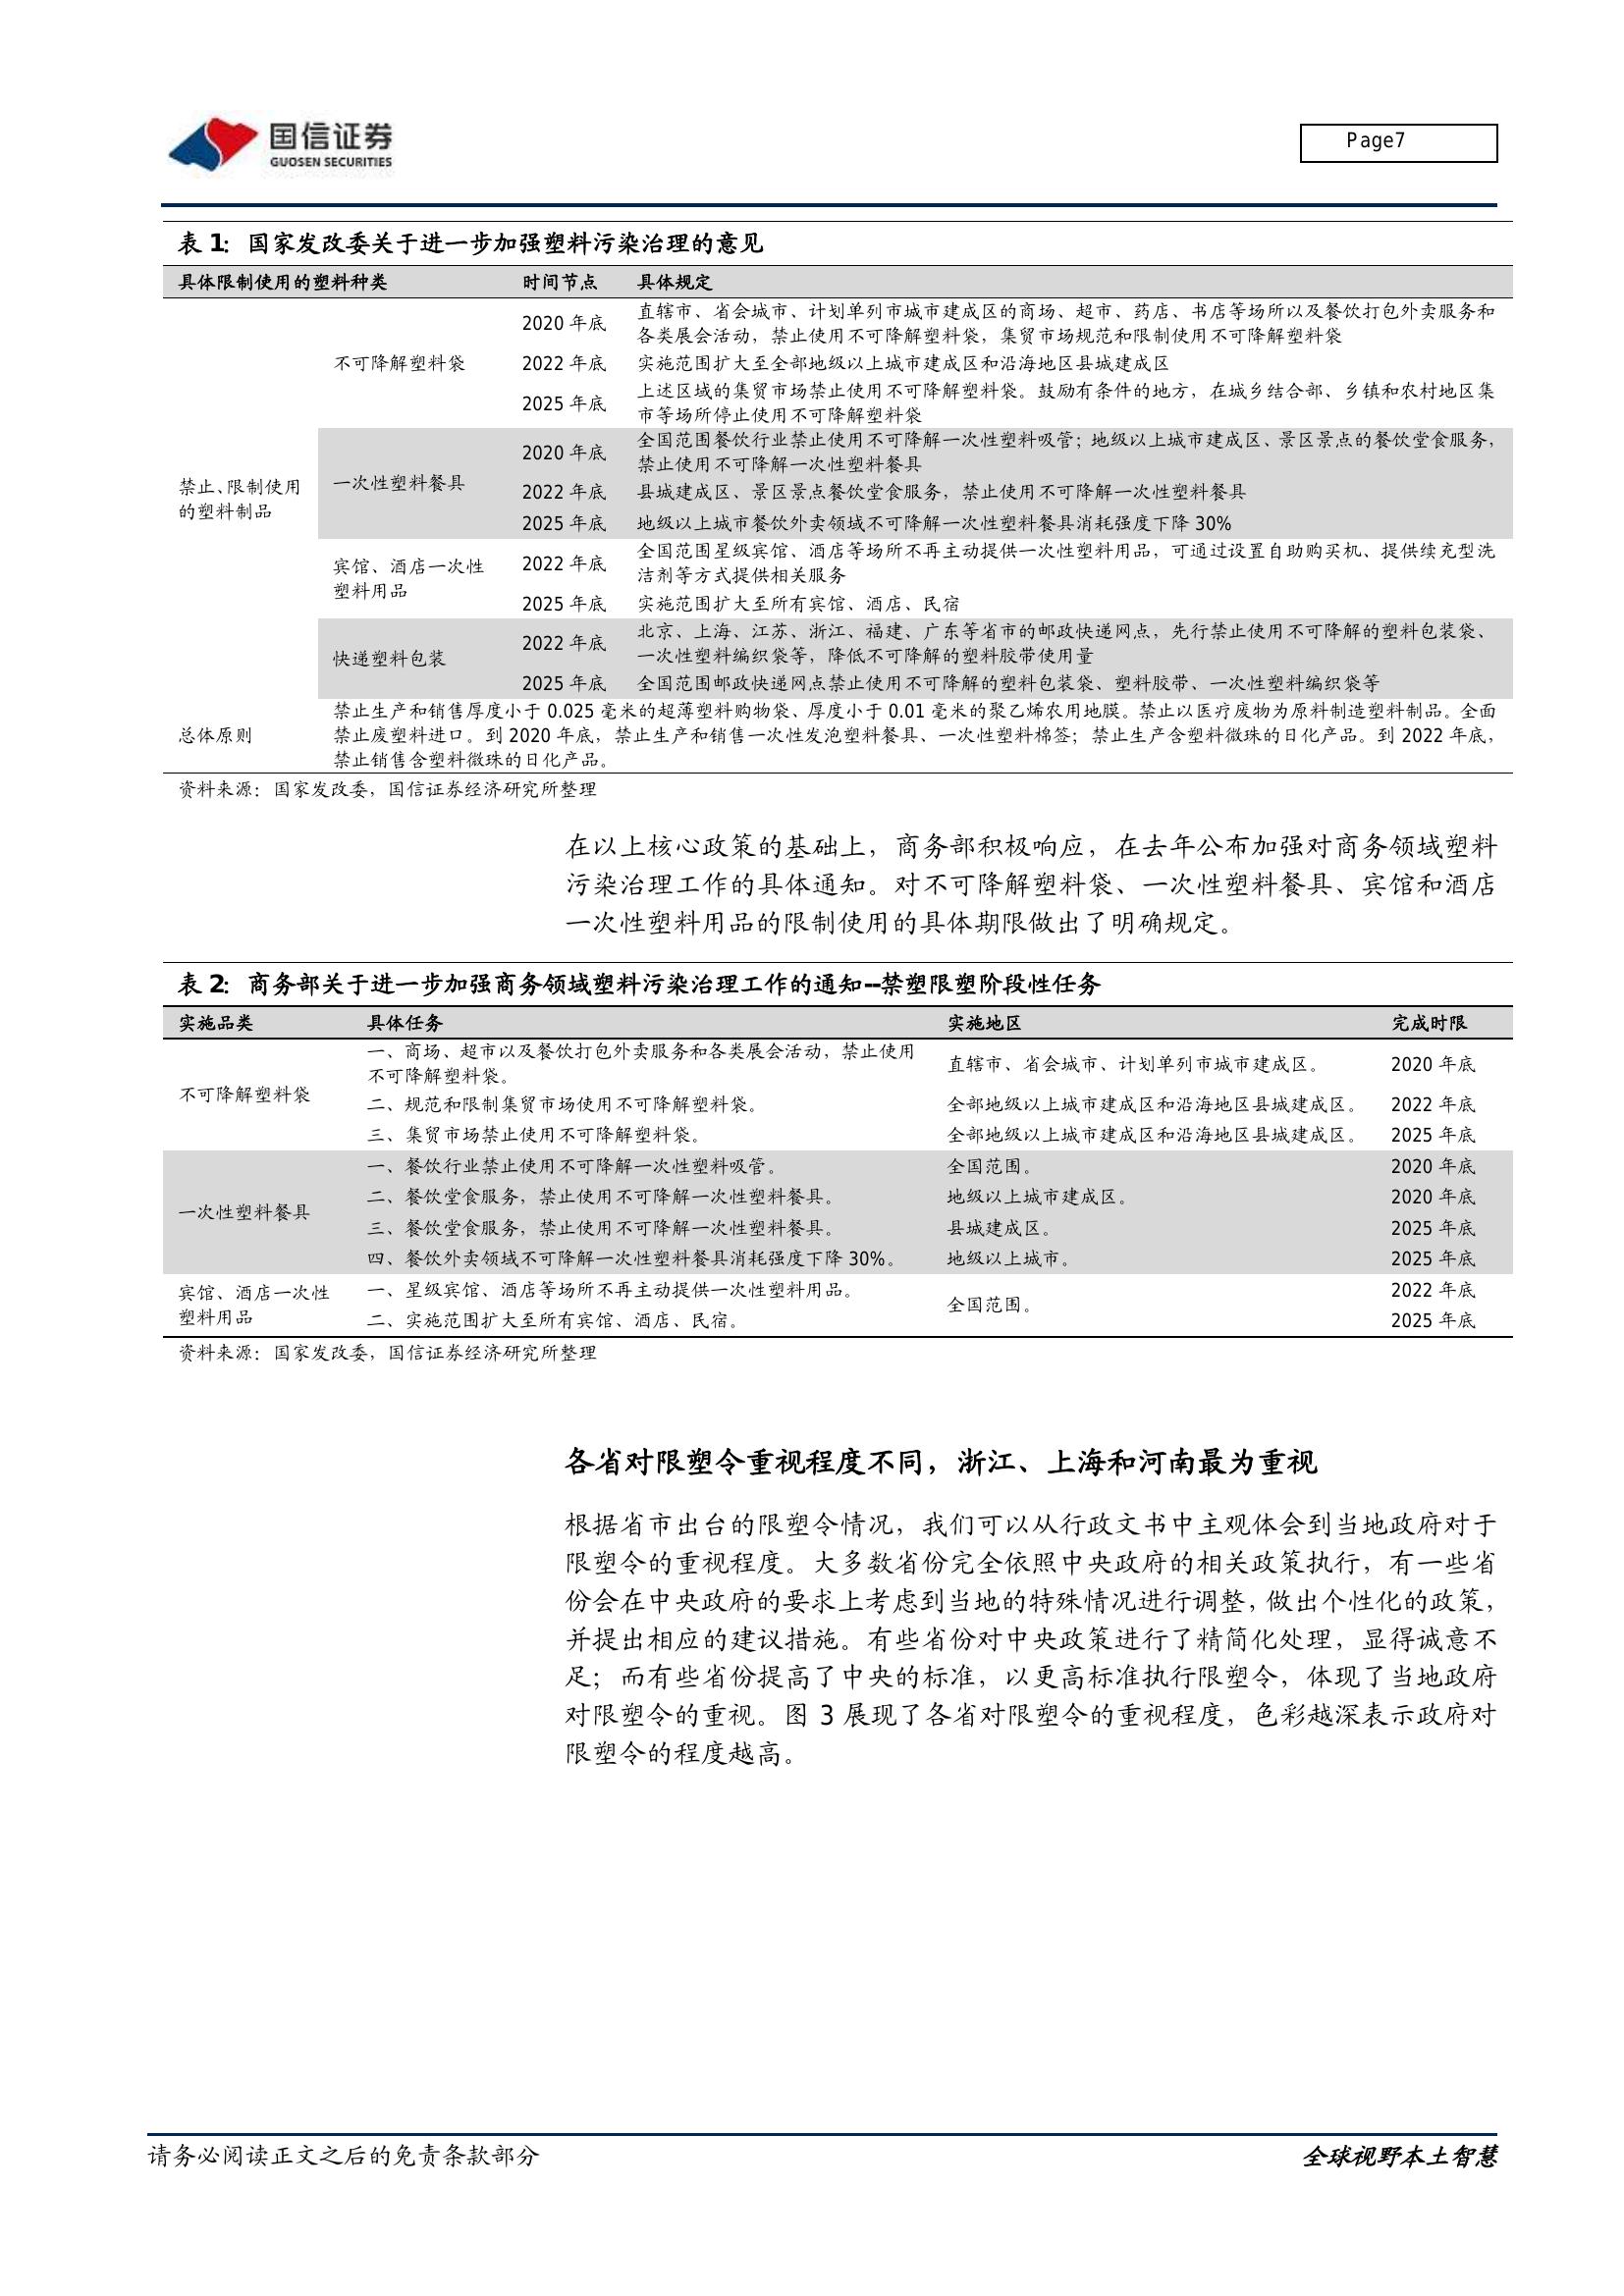 国信证券
GUOSEN SECURITIES
Page7
表 1：国家发改委关于进一步加强塑料污染治理的意见
具体限制使用的塑料种类 时间节点 具体规定
禁止、限制使用
的塑料制品
不可降解塑料袋
2020 年底
直辖市、省会城市、计划单列市城市建成区的商场、超市、药店、书店等场所以及餐饮打包外卖服务和
各类展会活动，禁止使用不可降解塑料袋，集贸市场规范和限制使用不可降解塑料袋
2022 年底 实施范围扩大至全部地级以上城市建成区和沿海地区县城建成区
2025 年底
上述区域的集贸市场禁止使用不可降解塑料袋。鼓励有条件的地方，在城乡结合部、乡镇和农村地区集
市等场所停止使用不可降解塑料袋
一次性塑料餐具
2020 年底
全国范围餐饮行业禁止使用不可降解一次性塑料吸管；地级以上城市建成区、景区景点的餐饮堂食服务，
禁止使用不可降解一次性塑料餐具
2022 年底 县城建成区、景区景点餐饮堂食服务，禁止使用不可降解一次性塑料餐具
2025 年底 地级以上城市餐饮外卖领域不可降解一次性塑料餐具消耗强度下降 30%
宾馆、酒店一次性
塑料用品
2022 年底
全国范围星级宾馆、酒店等场所不再主动提供一次性塑料用品，可通过设置自助购买机、提供续充型洗
洁剂等方式提供相关服务
2025 年底 实施范围扩大至所有宾馆、酒店、民宿
快递塑料包装
2022 年底
北京、上海、江苏、浙江、福建、广东等省市的邮政快递网点，先行禁止使用不可降解的塑料包装袋、
一次性塑料编织袋等，降低不可降解的塑料胶带使用量
2025 年底 全国范围邮政快递网点禁止使用不可降解的塑料包装袋、塑料胶带、一次性塑料编织袋等
总体原则
禁止生产和销售厚度小于 0.025 毫米的超薄塑料购物袋、厚度小于 0.01 毫米的聚乙烯农用地膜。禁止以医疗废物为原料制造塑料制品。全面
禁止废塑料进口。到 2020 年底，禁止生产和销售一次性发泡塑料餐具、一次性塑料棉签；禁止生产含塑料微珠的日化产品。到 2022 年底，
禁止销售含塑料微珠的日化产品。
资料来源：国家发改委，国信证券经济研究所整理
在以上核心政策的基础上，商务部积极响应，在去年公布加强对商务领域塑料
污染治理工作的具体通知。对不可降解塑料袋、一次性塑料餐具、宾馆和酒店
一次性塑料用品的限制使用的具体期限做出了明确规定。
表 2：商务部关于进一步加强商务领域塑料污染治理工作的通知--禁塑限塑阶段性任务
实施品类 具体任务 实施地区 完成时限
不可降解塑料袋
一、商场、超市以及餐饮打包外卖服务和各类展会活动，禁止使用
不可降解塑料袋。
直辖市、省会城市、计划单列市城市建成区。 2020 年底
二、规范和限制集贸市场使用不可降解塑料袋。 全部地级以上城市建成区和沿海地区县城建成区。 2022 年底
三、集贸市场禁止使用不可降解塑料袋。 全部地级以上城市建成区和沿海地区县城建成区。 2025 年底
一次性塑料餐具
一、餐饮行业禁止使用不可降解一次性塑料吸管。 全国范围。 2020 年底
二、餐饮堂食服务，禁止使用不可降解一次性塑料餐具。 地级以上城市建成区。 2020 年底
三、餐饮堂食服务，禁止使用不可降解一次性塑料餐具。 县城建成区。 2025 年底
四、餐饮外卖领域不可降解一次性塑料餐具消耗强度下降 30%。 地级以上城市。 2025 年底
宾馆、酒店一次性
塑料用品
一、星级宾馆、酒店等场所不再主动提供一次性塑料用品。 全国范围。 2022 年底
二、实施范围扩大至所有宾馆、酒店、民宿。 2025 年底
资料来源：国家发改委，国信证券经济研究所整理
各省对限塑令重视程度不同，浙江、上海和河南最为重视
根据省市出台的限塑令情况，我们可以从行政文书中主观体会到当地政府对于
限塑令的重视程度。大多数省份完全依照中央政府的相关政策执行，有一些省
份会在中央政府的要求上考虑到当地的特殊情况进行调整，做出个性化的政策，
并提出相应的建议措施。有些省份对中央政策进行了精简化处理，显得诚意不
足；而有些省份提高了中央的标准，以更高标准执行限塑令，体现了当地政府
对限塑令的重视。图 3 展现了各省对限塑令的重视程度，色彩越深表示政府对
限塑令的程度越高。
请务必阅读正文之后的免责条款部分
全球视野本土智慧